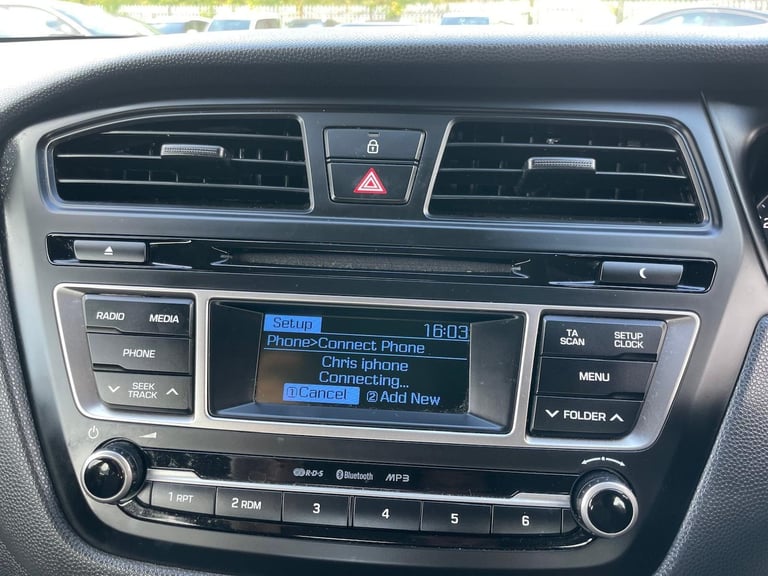 RADIO MEDIA
PHONE
SEEK
TRACK
Setup 16:03
Phone>Connect Phone
Chris iphone
Connecting...
①Cancel ②Add New
TA
SCAN
SETUP
CLOCK
MENU
FOLDER
R·D·S Bluetooth MP3
1 RPT 2 RDM 3 4 5 6